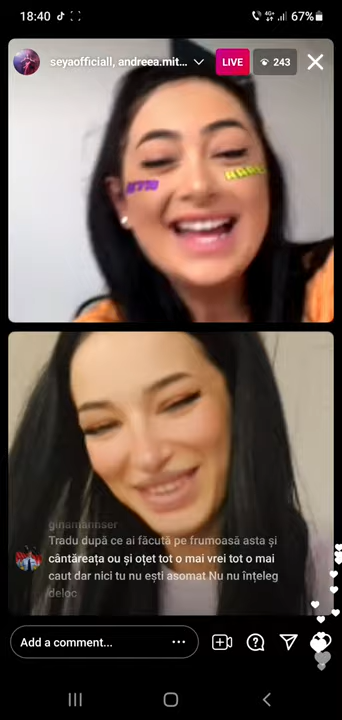 18:40
4G+
67%
seyaofficiall, andreea.mit...
LIVE
243
ginamannser
Tradu după ce ai făcută pe frumoasă asta și
cântăreața ou și oțet tot o mai vrei tot o mai
caut dar nici tu nu ești asomat Nu nu înțeleg
deloc
Add a comment...